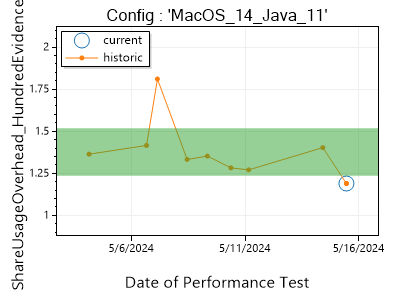 Config : 'MacOS_14_Java_11'
current
historic
ShareUsageOverhead_HundredEvidence
2
1.75
1.5
1.25
1
5/6/2024
5/11/2024
5/16/2024
Date of Performance Test